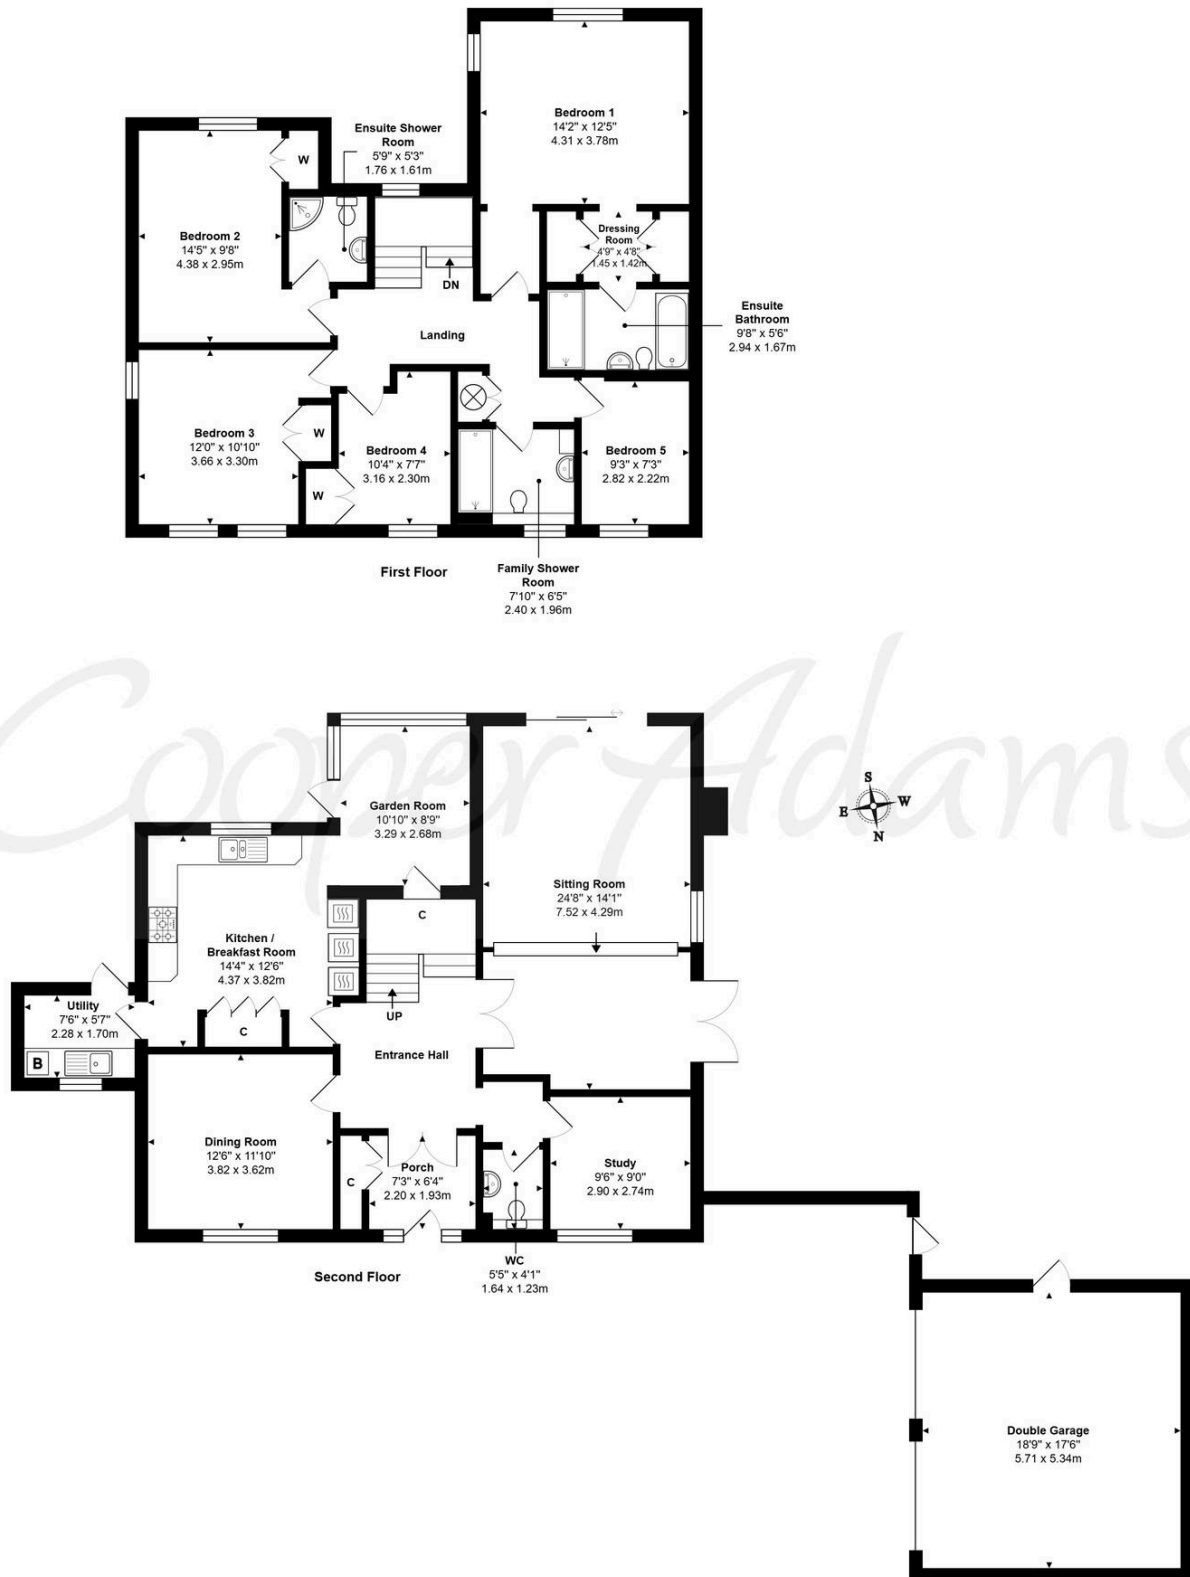 Bedroom 1
14'2" x 12'5"
4.31 x 3.78m
Ensuite Shower
Room
5'9" x 5'3"
1.76 x 1.61m
W
Bedroom 2
14'5" x 9'8"
4.38 x 2.95m
Dressing
Room
4'9" x 4'8"
1.45 x 1.42m
DN
Landing
Ensuite
Bathroom
9'8" x 5'6"
2.94 x 1.67m
Bedroom 3
12'0" x 10'10"
3.66 x 3.30m
W
W
Bedroom 4
10'4" x 7'7"
3.16 x 2.30m
Bedroom 5
9'3" x 7'3"
2.82 x 2.22m
First Floor
Family Shower
Room
7'10" x 6'5"
2.40 x 1.96m
Cooper Adams
Garden Room
10'10" x 8'9"
3.29 x 2.68m
S
E
W
N
Sitting Room
24'8" x 14'1"
7.52 x 4.29m
C
Kitchen /
Breakfast Room
14'4" x 12'6"
4.37 x 3.82m
Utility
7'6" x 5'7"
2.28 x 1.70m
C
UP
B
Entrance Hall
Dining Room
12'6" x 11'10"
3.82 x 3.62m
C
Porch
7'3" x 6'4"
2.20 x 1.93m
Study
9'6" x 9'0"
2.90 x 2.74m
WC
5'5" x 4'1"
1.64 x 1.23m
Second Floor
Double Garage
18'9" x 17'6"
5.71 x 5.34m